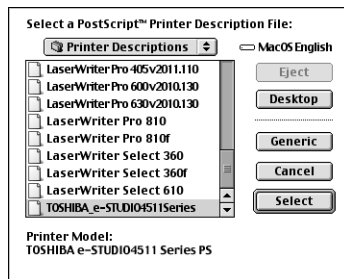 Select a PostScript™ Printer Description File:
Printer Descriptions
MacOS English
LaserWriter Pro 405v2011.110
LaserWriter Pro 600v2010.130
LaserWriter Pro 630v2010.130
LaserWriter Pro 810
LaserWriter Pro 810f
LaserWriter Select 360
LaserWriter Select 360f
LaserWriter Select 610
TOSHIBA_e-STUDIO4511Series
Eject
Desktop
Generic
Cancel
Select
Printer Model:
TOSHIBA e-STUDIO4511 Series PS